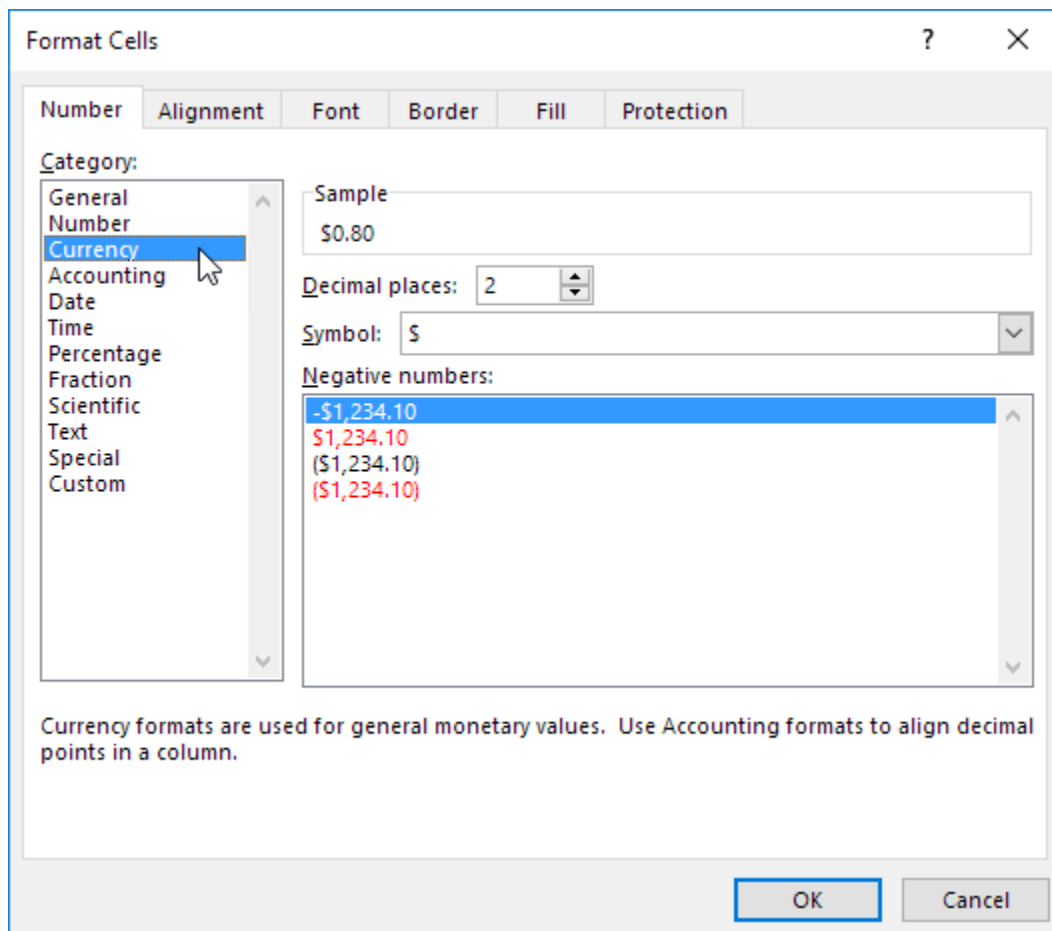 Format Cells
?
Number Alignment Font Border Fill Protection
Category:
General
Number
Currency
Accounting
Date
Time
Percentage
Fraction
Scientific
Text
Special
Custom
Sample
$0.80
Decimal places: 2
Symbol: $
Negative numbers:
-$1,234.10
$1,234.10
($1,234.10)
($1,234.10)
Currency formats are used for general monetary values.  Use Accounting formats to align decimal
points in a column.
OK Cancel